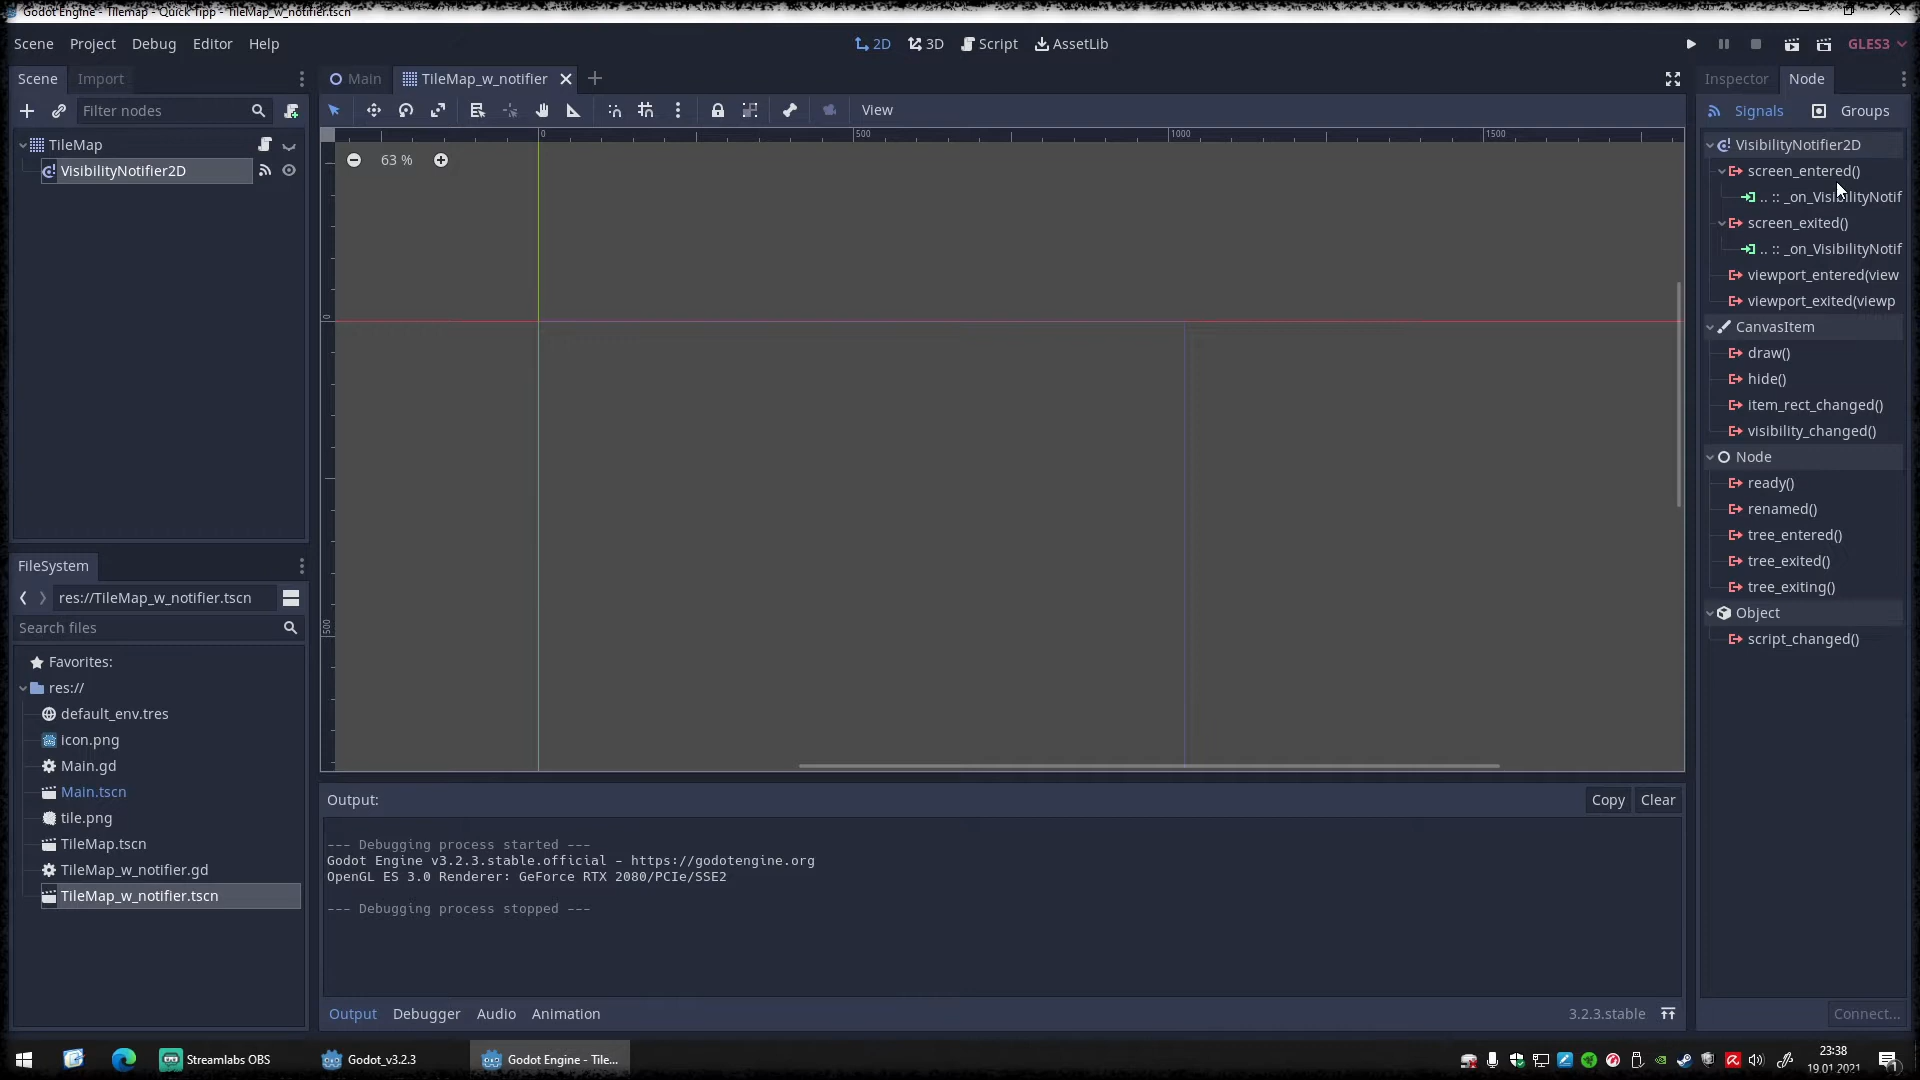 Godot Engine - Tilemap - Quick Tipp - TileMap_w_notifier.tscn
Scene Project Debug Editor Help
2D 3D Script AssetLib
GLES3
Scene Import
Main TileMap_w_notifier
Inspector Node
Filter nodes
View
Signals Groups
TileMap
VisibilityNotifier2D
0 500 1000 1500
63 %
0
500
VisibilityNotifier2D
screen_entered()
.. :: _on_VisibilityNotif
screen_exited()
.. :: _on_VisibilityNotif
viewport_entered(view
viewport_exited(viewp
CanvasItem
draw()
hide()
item_rect_changed()
visibility_changed()
Node
ready()
renamed()
tree_entered()
tree_exited()
tree_exiting()
Object
script_changed()
Connect...
FileSystem
res://TileMap_w_notifier.tscn
Search files
Favorites:
res://
default_env.tres
icon.png
Main.gd
Main.tscn
tile.png
TileMap.tscn
TileMap_w_notifier.gd
TileMap_w_notifier.tscn
Output:
Copy Clear
--- Debugging process started ---
Godot Engine v3.2.3.stable.official - https://godotengine.org
OpenGL ES 3.0 Renderer: GeForce RTX 2080/PCIe/SSE2
--- Debugging process stopped ---
Output Debugger Audio Animation
3.2.3.stable
Streamlabs OBS
Godot_v3.2.3
Godot Engine - Tile...
23:38
19.01.2021
1